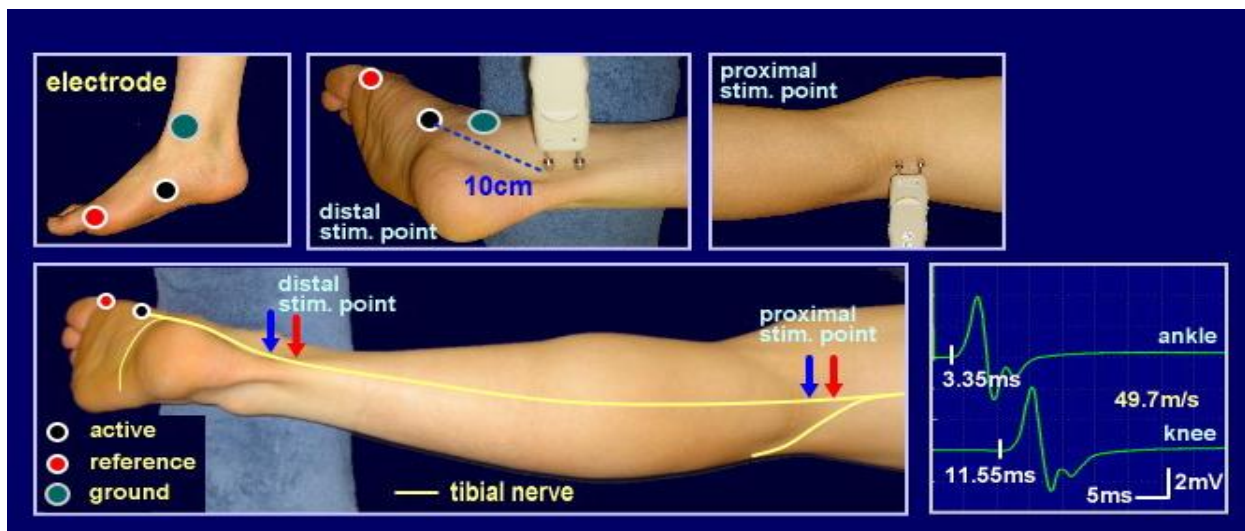 electrode
10cm
distal
stim. point
proximal
stim. point
distal
stim. point
proximal
stim. point
active
reference
ground
tibial nerve
ankle
3.35ms
49.7m/s
knee
11.55ms
5ms
2mV